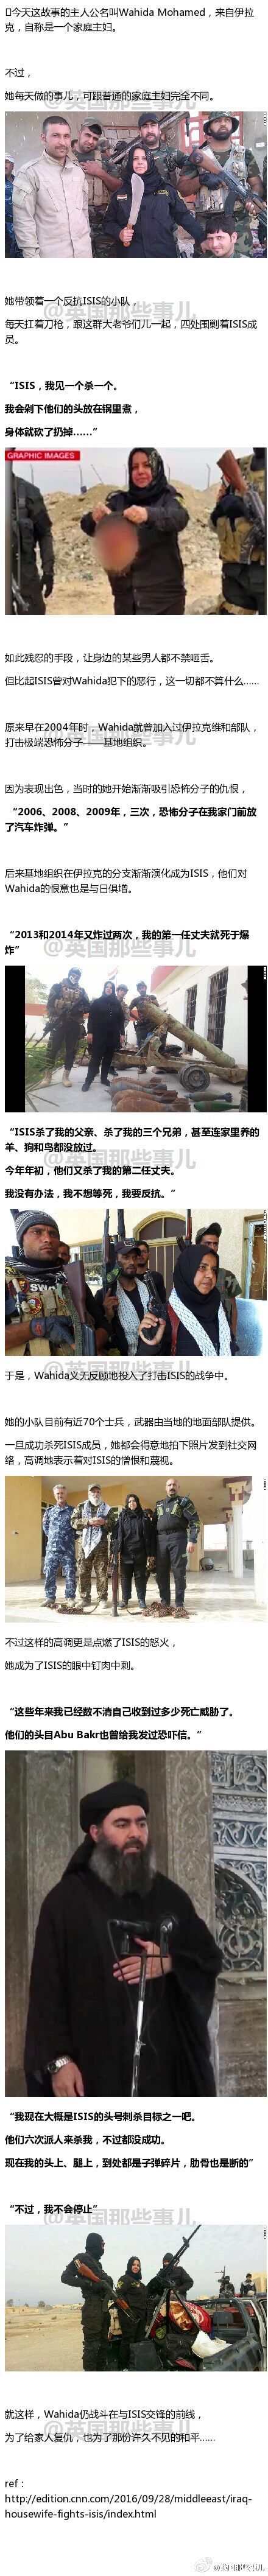 今天这故事的主人公名叫Wahida Mohamed，来自伊拉
克，自称是一个家庭主妇。
不过，
她每天做的事儿，可跟普通的家庭主妇完全不同。
@英国那些事儿
她带领着一个反抗ISIS的小队，
@英国那些事儿
每天扛着刀枪，跟这群大老爷们儿一起，四处围剿着ISIS成
员。
“ISIS，我见一个杀一个。
我会剁下他们的头放在锅里煮，
身体就砍了扔掉……”
GRAPHIC IMAGES
如此残忍的手段，让身边的某些男人都不禁咂舌。
但比起ISIS曾对Wahida犯下的恶行，这一切都不算什么……
原来早在2004年时，Wahida就曾加入过伊拉克维和部队，
@英国那些事儿
打击极端恐怖分子——基地组织。
因为表现出色，当时的她开始渐渐吸引恐怖分子的仇恨，
“2006、2008、2009年，三次，恐怖分子在我家门前放
了汽车炸弹。“
后来基地组织在伊拉克的分支渐渐演化成为ISIS，他们对
Wahida的恨意也是与日俱增。
“2013和2014年又炸过两次，我的第一任丈夫就死于爆
炸”
@英国那些事儿
“ISIS杀了我的父亲、杀了我的三个兄弟，甚至连家里养的
羊、狗和鸟都没放过。
@英国那些事儿
今年年初，他们又杀了我的第二任丈夫。
我没有办法，我不想等死，我要反抗。”
SWAT
@英国那些事儿
于是，Wahida义无反顾地投入了打击ISIS的战争中。
她的小队目前有近70个士兵，武器由当地的地面部队提供。
一旦成功杀死ISIS成员，她都会得意地拍下照片发到社交网
络，高调地表示着对ISIS的憎恨和蔑视。
不过这样的高调更是点燃了ISIS的怒火，
她成为了ISIS的眼中钉肉中刺。
“这些年来我已经数不清自己收到过多少死亡威胁了。
他们的头目Abu Bakr也曾给我发过恐吓信。“
“我现在大概是ISIS的头号刺杀目标之一吧。
他们六次派人来杀我，不过都没成功。
现在我的头上、腿上，到处都是子弹碎片，肋骨也是断的”
“不过，我不会停止”
@英国那些事儿
就这样，Wahida仍战斗在与ISIS交锋的前线，
@英国那些事儿
为了给家人复仇，也为了那份许久不见的和平……
ref：
http://edition.cnn.com/2016/09/28/middleeast/iraq-
housewife-fights-isis/index.html
@英国那些事儿